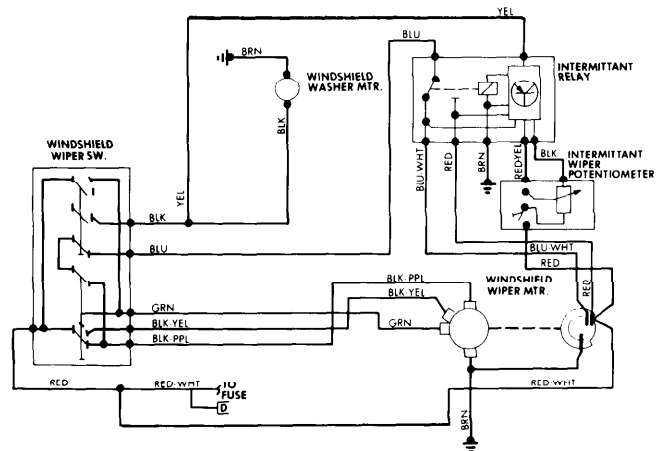 YEL
BLU
BRN
WINDSHIELD
WASHER MTR.
INTERMITTANT
RELAY
BLK
WINDSHIELD
WIPER SW.
YEL
BLU-WHT
RED
BRN
RED-YEL
BLK
INTERMITTANT
WIPER
POTENTIOMETER
BLK
BLU
BLU-WHT
RED
BLK-PPL
WINDSHIELD
WIPER MTR.
BLK-YEL
RED
GRN
GRN
BLK-YEL
BLK-PPL
RED
RED-WHT
TO
FUSE
D
RED-WHT
BRN